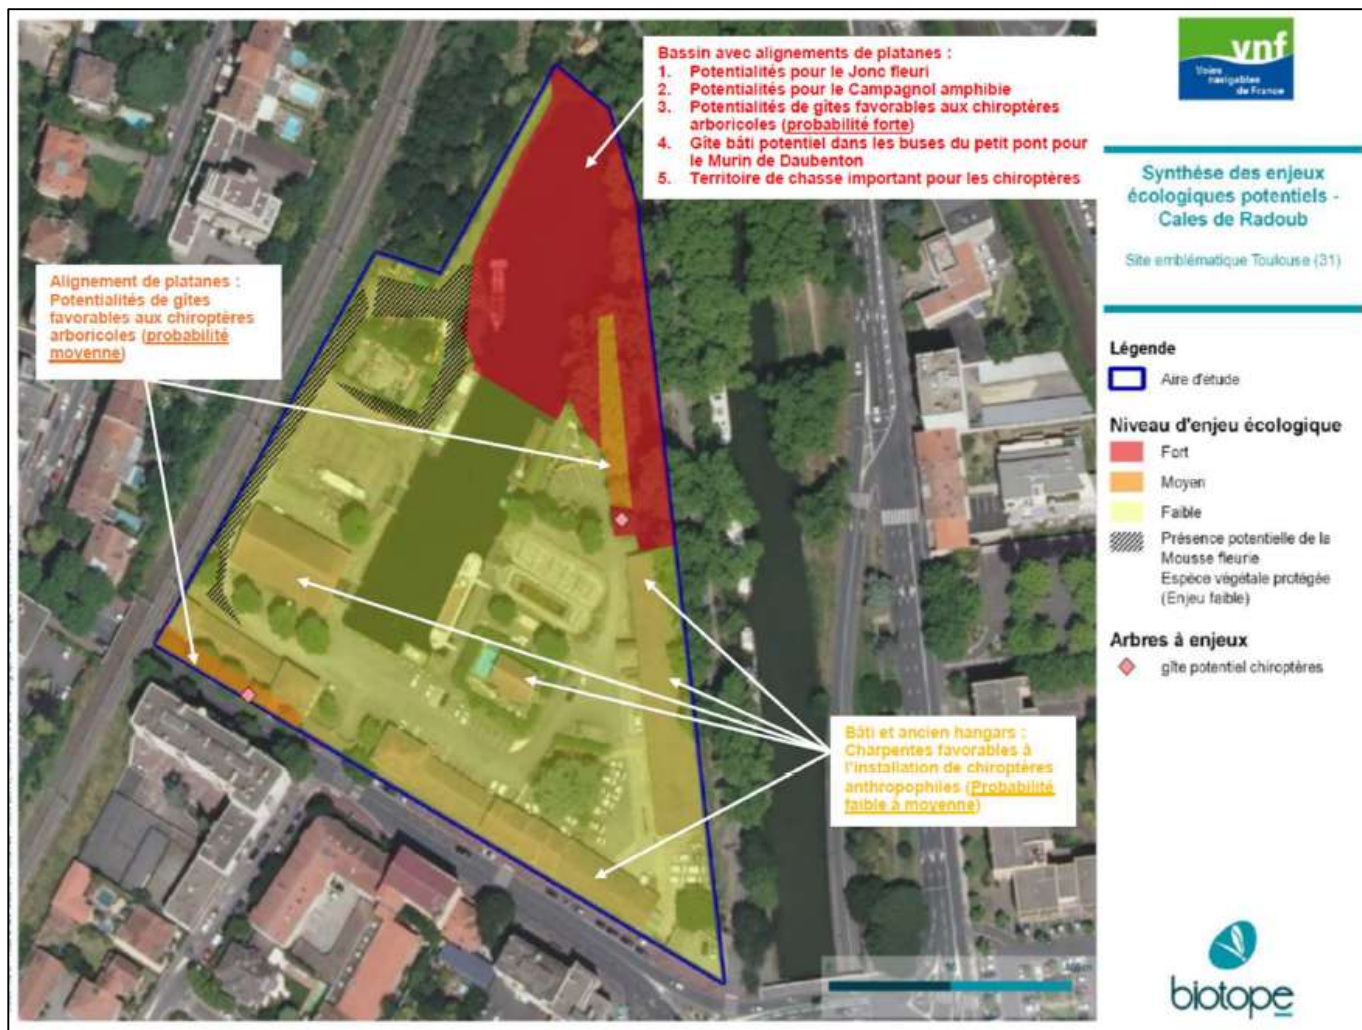 Bassin avec alignements de platanes :
1. Potentialités pour le Jonc fleuri
2. Potentialités pour le Campagnol amphibie
3. Potentialités de gîtes favorables aux chiroptères
arboricoles (probabilité forte)
4. Gîte bâti potentiel dans les buses du petit pont pour
le Murin de Daubenton
5. Territoire de chasse important pour les chiroptères
Alignement de platanes :
Potentialités de gîtes
favorables aux chiroptères
arboricoles (probabilité
moyenne)
Bâti et ancien hangars :
Charpentes favorables à
l'installation de chiroptères
anthropophiles (Probabilité
faible à moyenne)
vnf
Voies
navigables
de France
Synthèse des enjeux
écologiques potentiels -
Cales de Radoub
Site emblématique Toulouse (31)
Légende
Aire d'étude
Niveau d'enjeu écologique
Fort
Moyen
Faible
Présence potentielle de la
Mousse fleurie
Espèce végétale protégée
(Enjeu faible)
Arbres à enjeux
gîte potentiel chiroptères
biotope